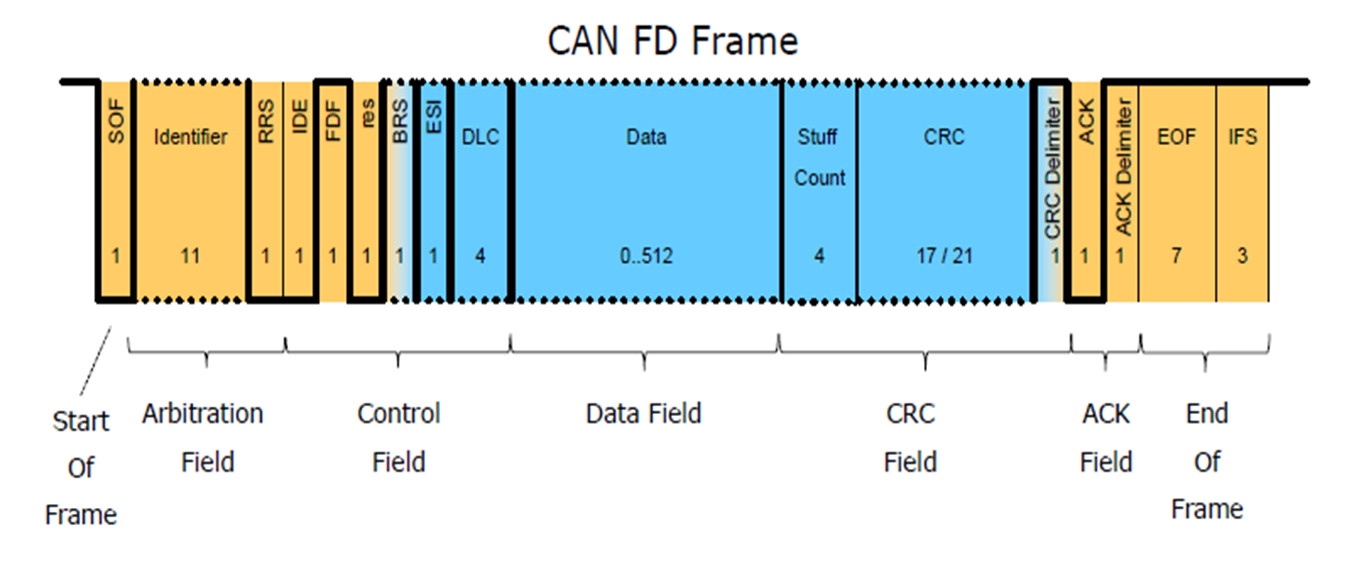 CAN FD Frame
SOF
Identifier
RRS
IDE
FDF
res
BRS
ESI
DLC
Data
Stuff
Count
CRC
CRC Delimiter
ACK
ACK Delimiter
EOF
IFS
1
11
1
1
1
1
1
1
4
0..512
4
17 / 21
1
1
1
7
3
Start
Of
Frame
Arbitration
Field
Control
Field
Data Field
CRC
Field
ACK
Field
End
Of
Frame